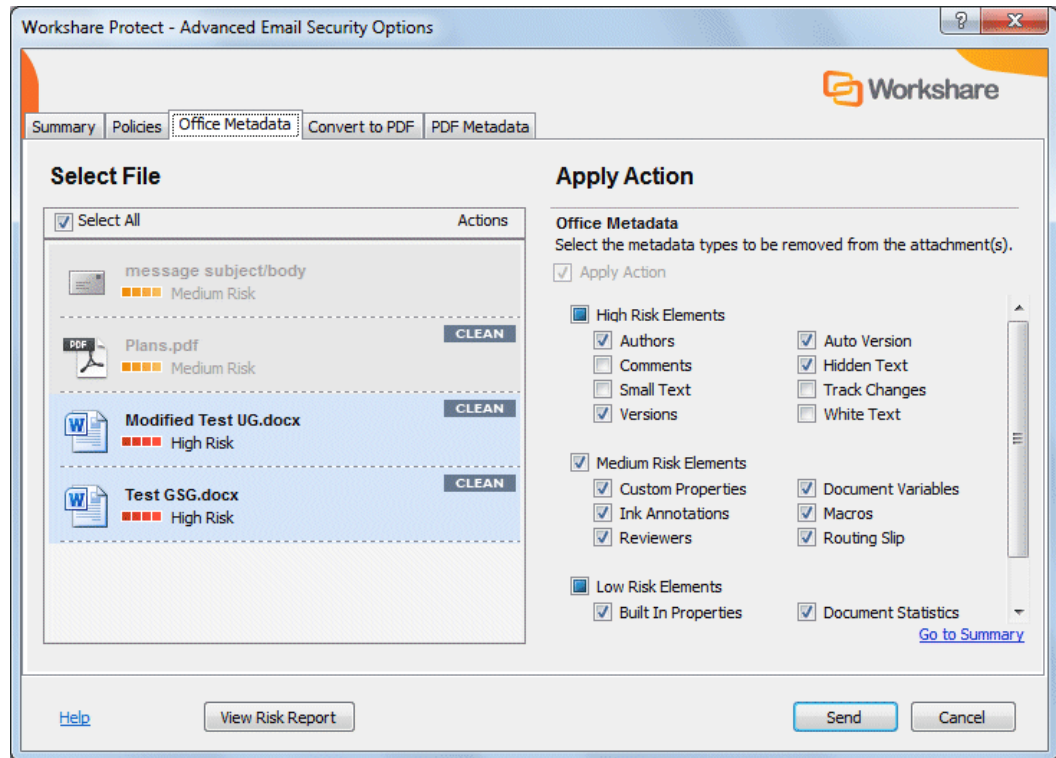 Workshare Protect - Advanced Email Security Options
Workshare
Summary Policies Office Metadata Convert to PDF PDF Metadata
Select File
Select All Actions
message subject/body
Medium Risk
CLEAN
PDF
Plans.pdf
Medium Risk
CLEAN
Modified Test UG.docx
High Risk
CLEAN
Test GSG.docx
High Risk
Apply Action
Office Metadata
Select the metadata types to be removed from the attachment(s).
Apply Action
High Risk Elements
Authors Auto Version
Comments Hidden Text
Small Text Track Changes
Versions White Text
Medium Risk Elements
Custom Properties Document Variables
Ink Annotations Macros
Reviewers Routing Slip
Low Risk Elements
Built In Properties Document Statistics
Go to Summary
Help View Risk Report Send Cancel